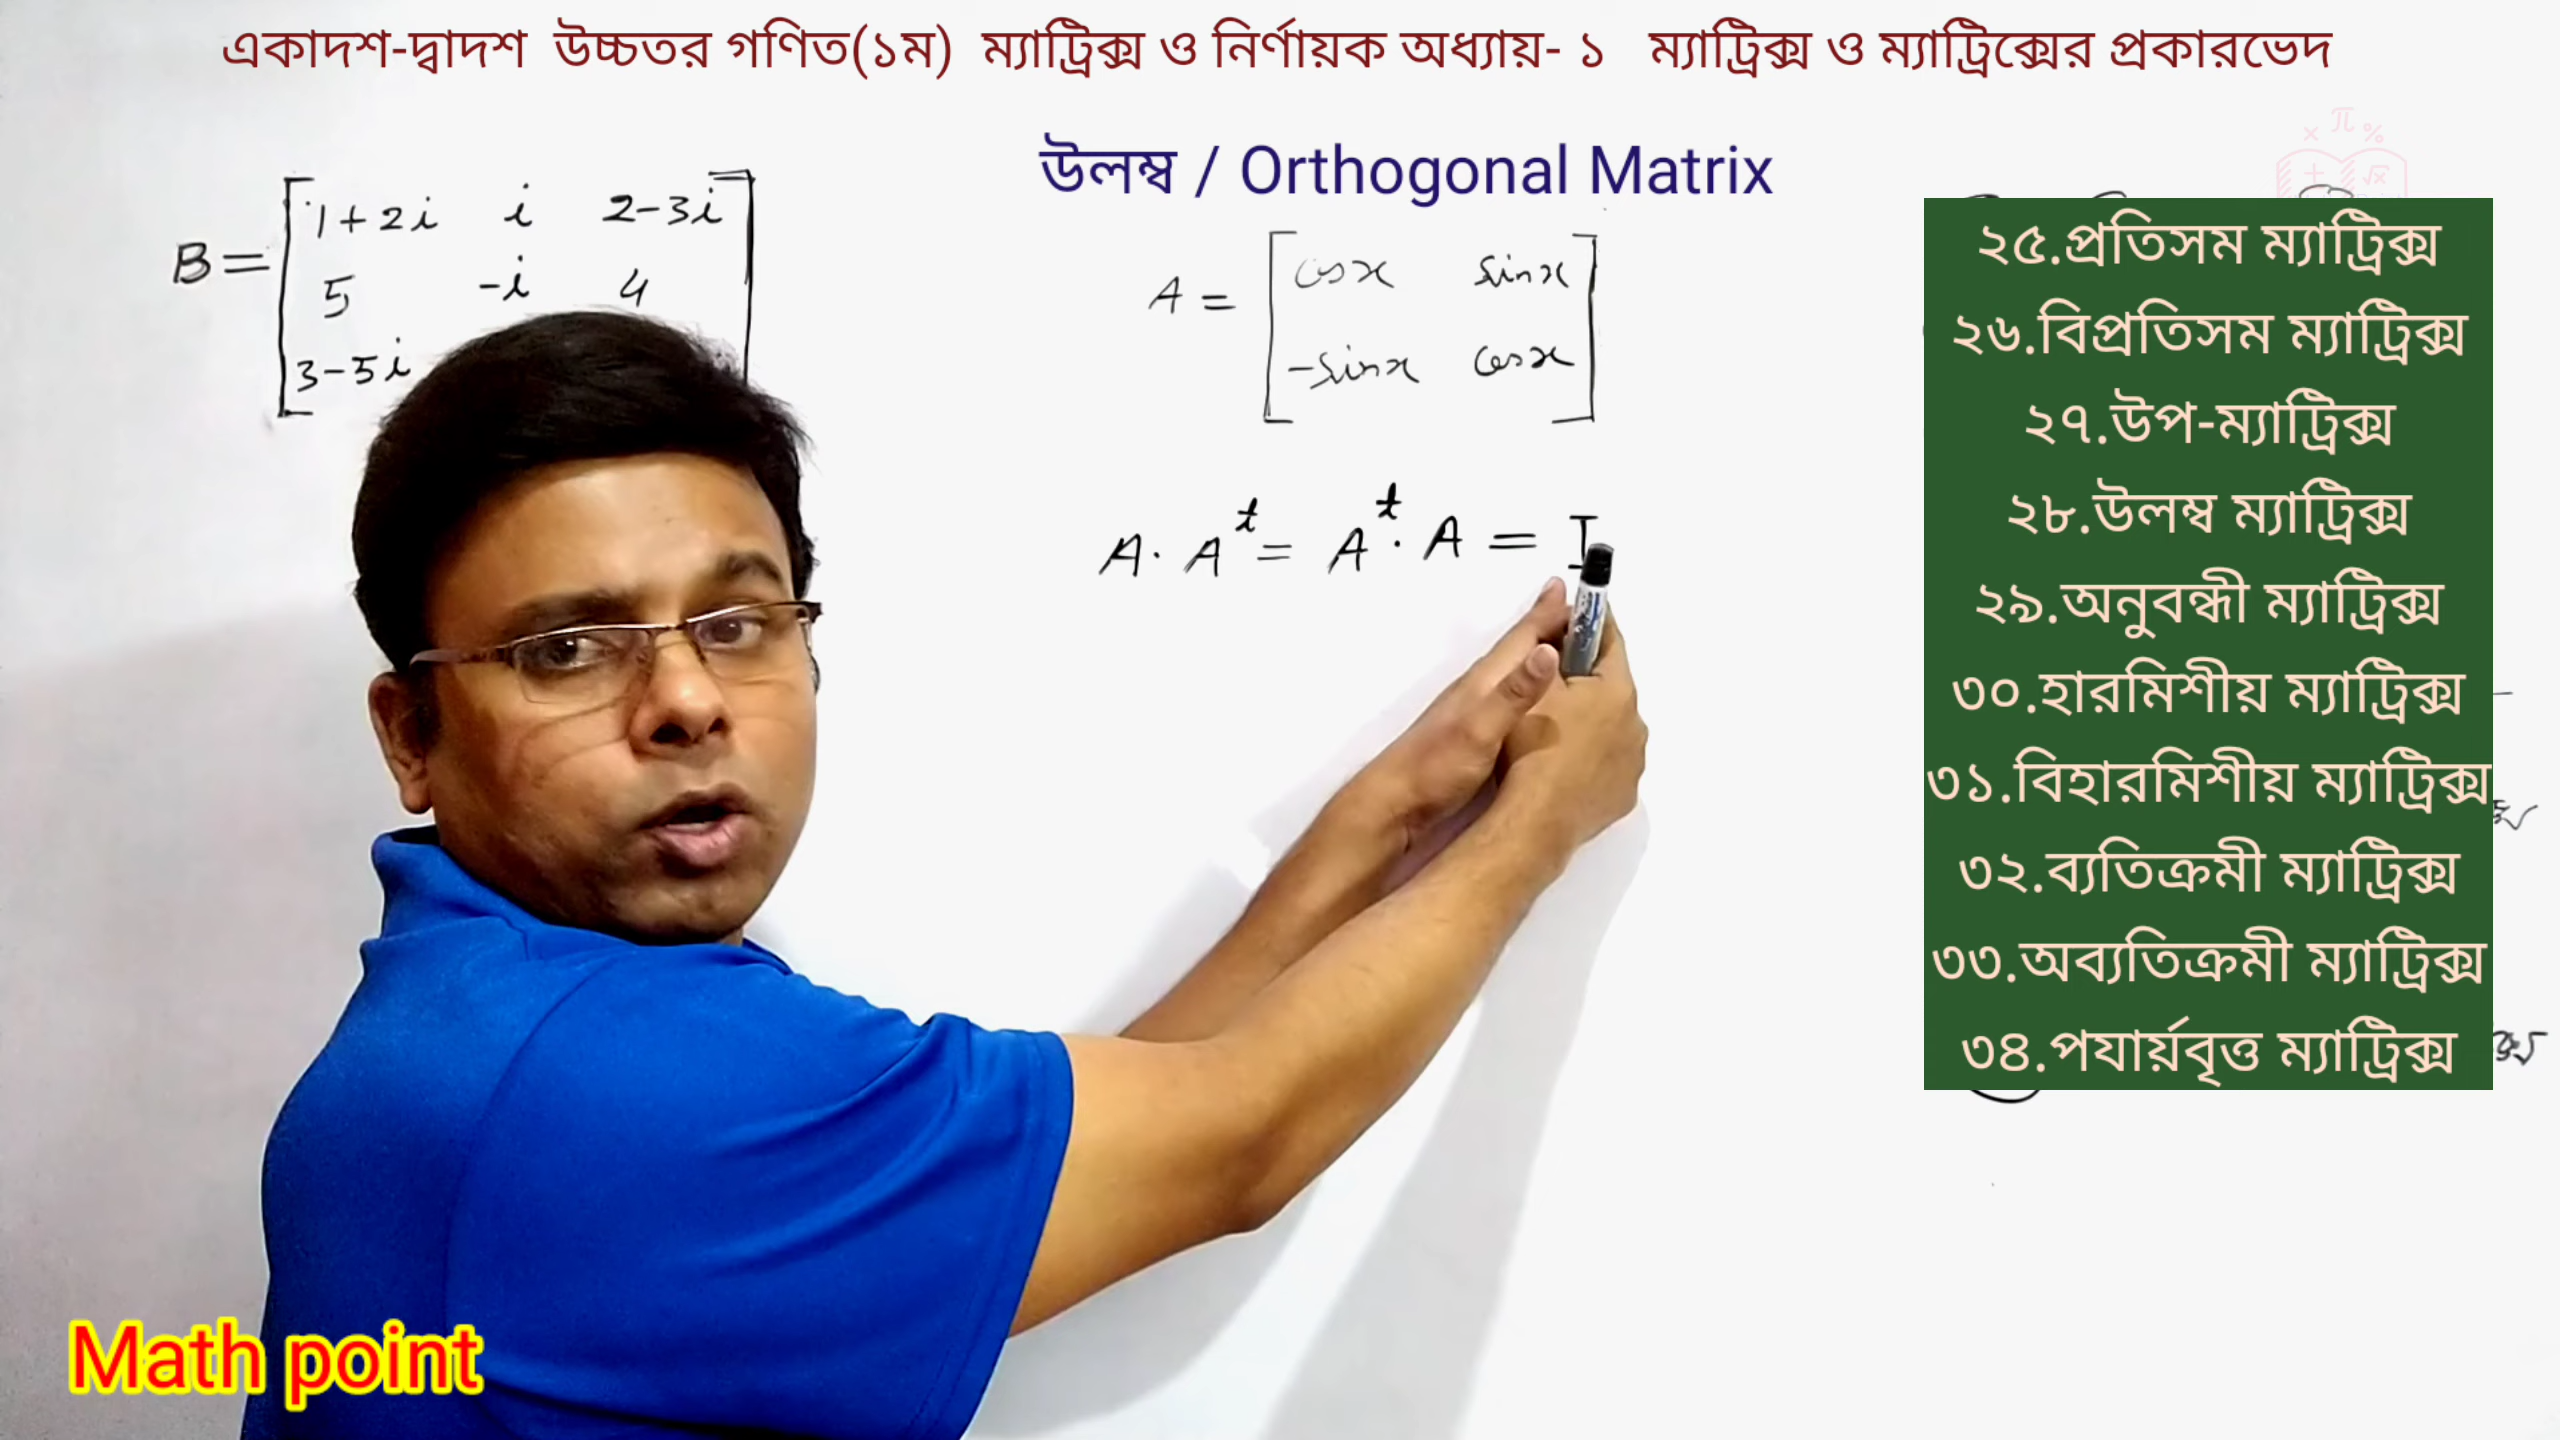 একাদশ-দ্বাদশ উচ্চতর গণিত(১ম) ম্যাট্রিক্স ও নির্ণায়ক অধ্যায়- ১ ম্যাট্রিক্স ও ম্যাট্রিক্সের প্রকারভেদ
উলম্ব / Orthogonal Matrix
B = [ 1+2i i 2-3i
5 -i 4
3-5i
A = [ cosx sinx
-sinx cosx ]
A · A^t = A^t · A = I
২৫.প্রতিসম ম্যাট্রিক্স
২৬.বিপ্রতিসম ম্যাট্রিক্স
২৭.উপ-ম্যাট্রিক্স
২৮.উলম্ব ম্যাট্রিক্স
২৯.অনুবন্ধী ম্যাট্রিক্স
৩০.হারমিশীয় ম্যাট্রিক্স
৩১.বিহারমিশীয় ম্যাট্রিক্স
৩২.ব্যতিক্রমী ম্যাট্রিক্স
৩৩.অব্যতিক্রমী ম্যাট্রিক্স
৩৪.পযার্য়বৃত্ত ম্যাট্রিক্স
Math point